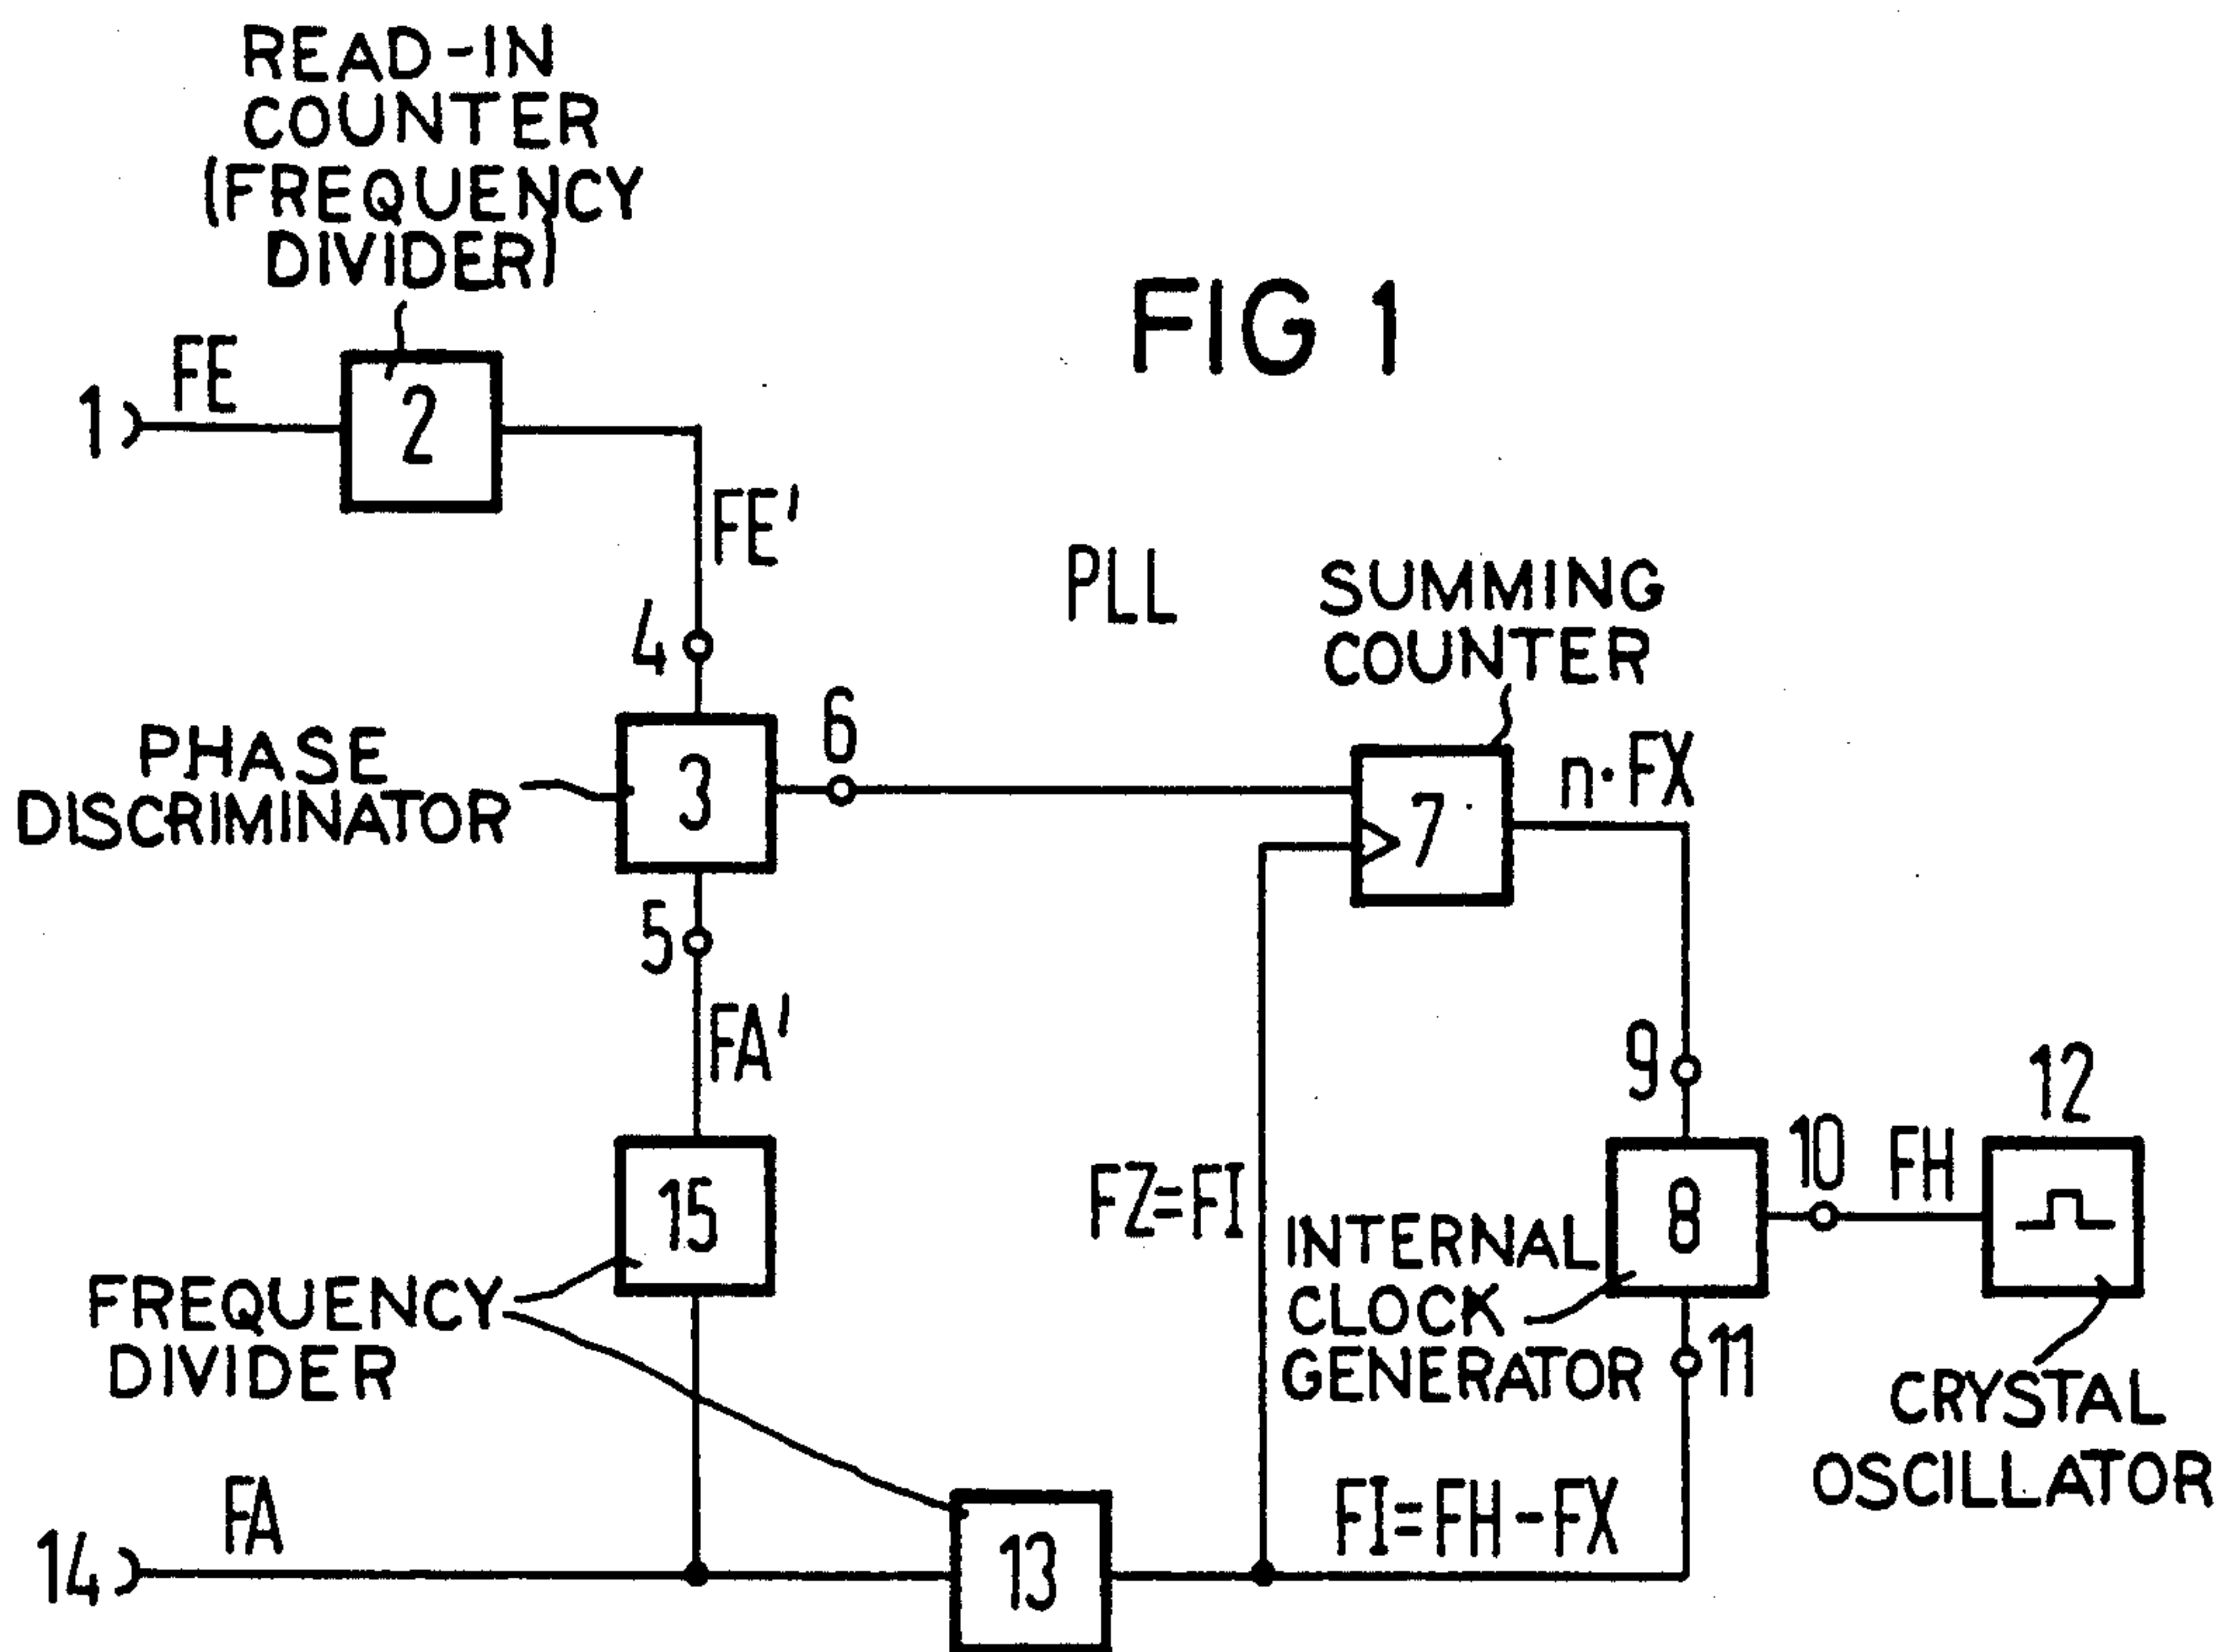 READ-IN
COUNTER
(FREQUENCY
DIVIDER)
FIG 1
1
FE
2
FE'
PLL
4
SUMMING
COUNTER
PHASE
DISCRIMINATOR
3
6
7
n·FX
5
FA'
9
12
15
FZ=FI
INTERNAL
CLOCK
GENERATOR
8
10
FH
11
FREQUENCY
DIVIDER
CRYSTAL
OSCILLATOR
14
FA
13
FI=FH-FX